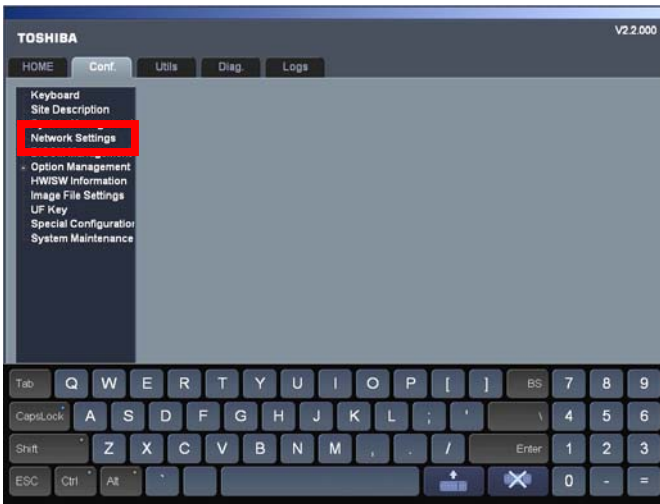 V2.2.000
TOSHIBA
HOME Conf. Utils Diag. Logs
Keyboard
Site Description
Network Settings
Option Management
HW/SW Information
Image File Settings
UF Key
Special Configuration
System Maintenance
Tab Q W E R T Y U I O P [ ] BS 7 8 9
CapsLock A S D F G H J K L ; ' \ 4 5 6
Shift Z X C V B N M , . / Enter 1 2 3
ESC Ctrl Alt ` 0 - =